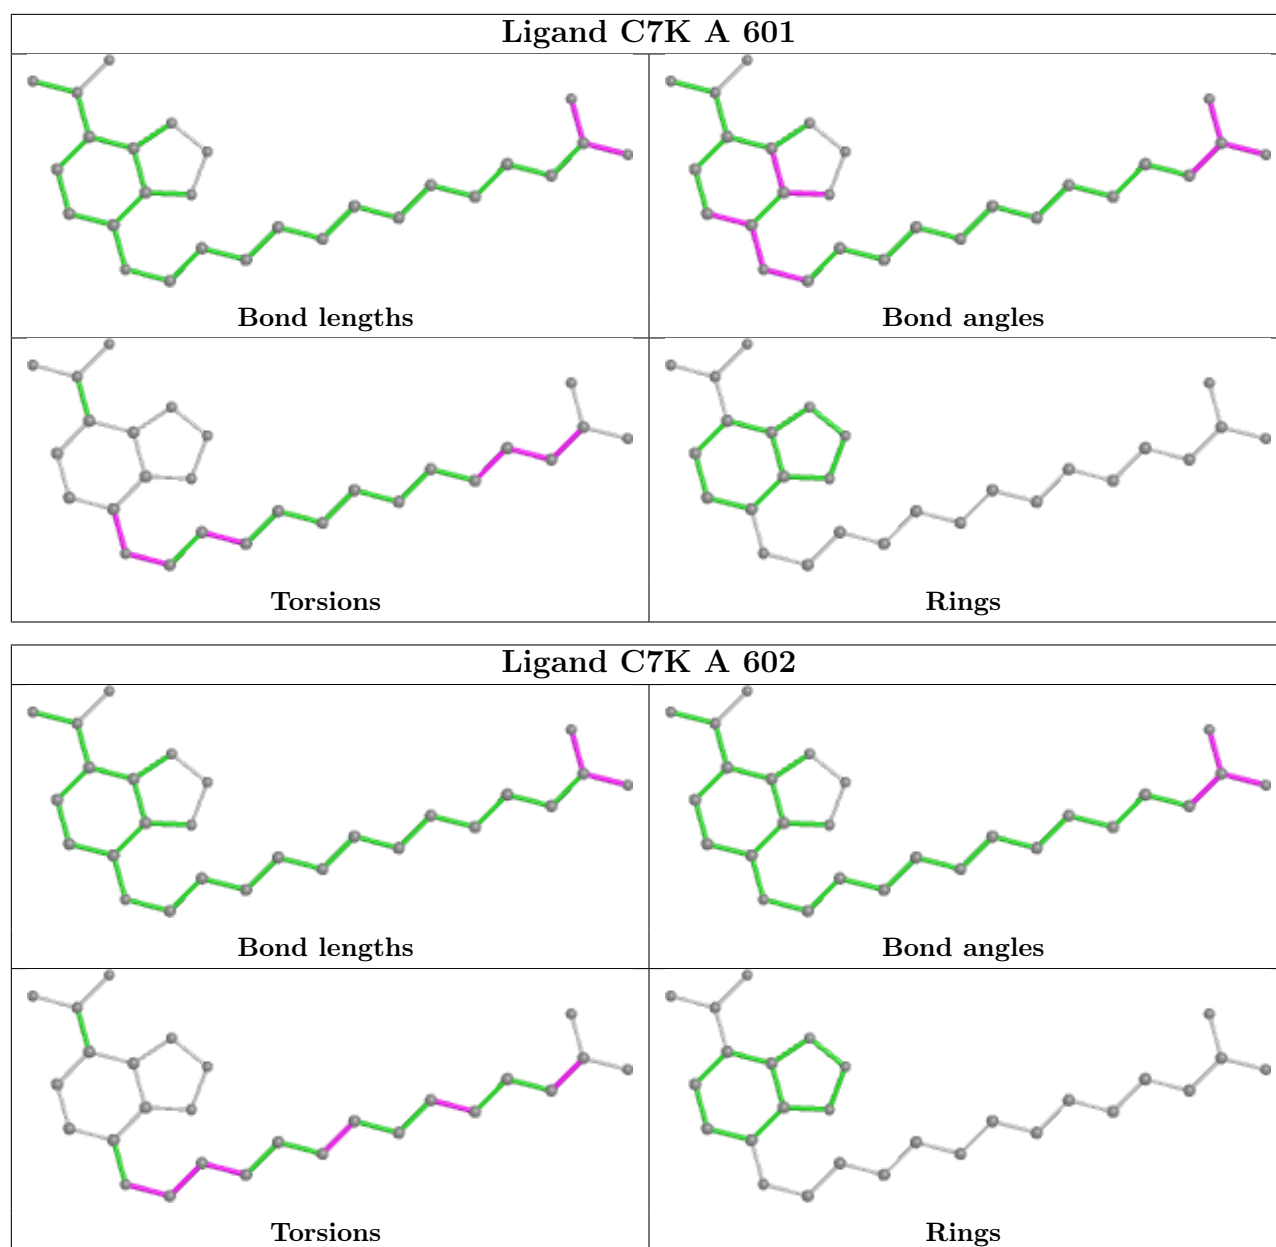 Ligand C7K A 601
Bond lengths
Bond angles
Torsions
Rings
Ligand C7K A 602
Bond lengths
Bond angles
Torsions
Rings